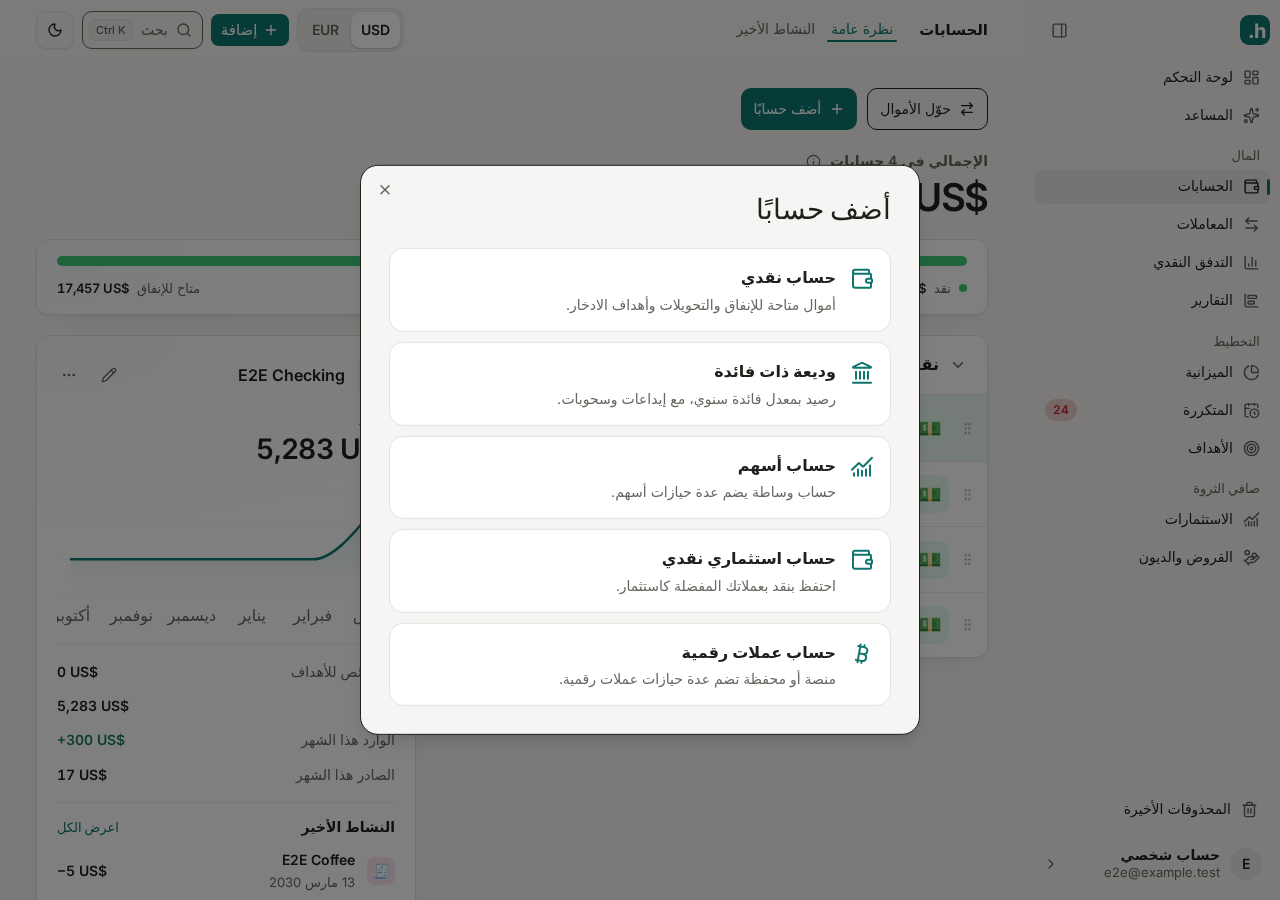 .h
لوحة التحكم
المساعد
المال
الحسابات
المعاملات
التدفق النقدي
التقارير
التخطيط
الميزانية
المتكررة
24
الأهداف
صافي الثروة
الاستثمارات
القروض والديون
المحذوفات الأخيرة
E
حساب شخصي
e2e@example.test
الحسابات
نظرة عامة
النشاط الأخير
USD
EUR
إضافة
بحث
Ctrl K
حوّل الأموال
أضف حسابًا
الإجمالي في 4 حسابات
US$
نقد
متاح للإنفاق
17,457 US$
أضف حسابًا
حساب نقدي
أموال متاحة للإنفاق والتحويلات وأهداف الادخار.
وديعة ذات فائدة
رصيد بمعدل فائدة سنوي، مع إيداعات وسحوبات.
حساب أسهم
حساب وساطة يضم عدة حيازات أسهم.
حساب استثماري نقدي
احتفظ بنقد بعملاتك المفضلة كاستثمار.
حساب عملات رقمية
منصة أو محفظة تضم عدة حيازات عملات رقمية.
E2E Checking
5,283
فبراير
يناير
ديسمبر
نوفمبر
أكتوبر
للأهداف
0 US$
5,283 US$
الوارد هذا الشهر
+300 US$
الصادر هذا الشهر
17 US$
النشاط الأخير
اعرض الكل
E2E Coffee
13 مارس 2030
−5 US$